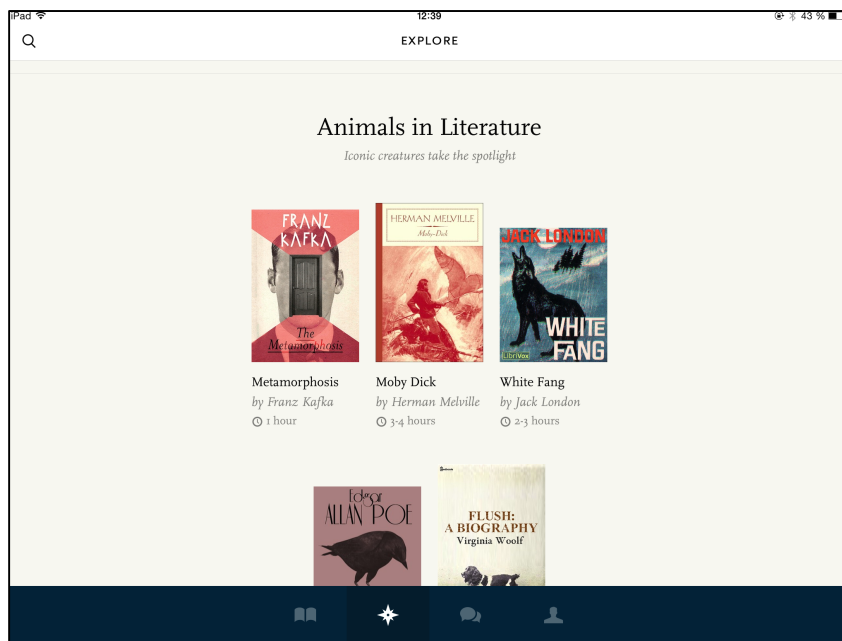 iPad
12:39
43 %
EXPLORE
Animals in Literature
Iconic creatures take the spotlight
FRANZ
KAFKA
The
Metamorphosis
HERMAN MELVILLE
Moby-Dick
JACK LONDON
WHITE
FANG
LibriVox
Metamorphosis
by Franz Kafka
1 hour
Moby Dick
by Herman Melville
3-4 hours
White Fang
by Jack London
2-3 hours
Edgar
ALLAN POE
FLUSH:
A BIOGRAPHY
Virginia Woolf